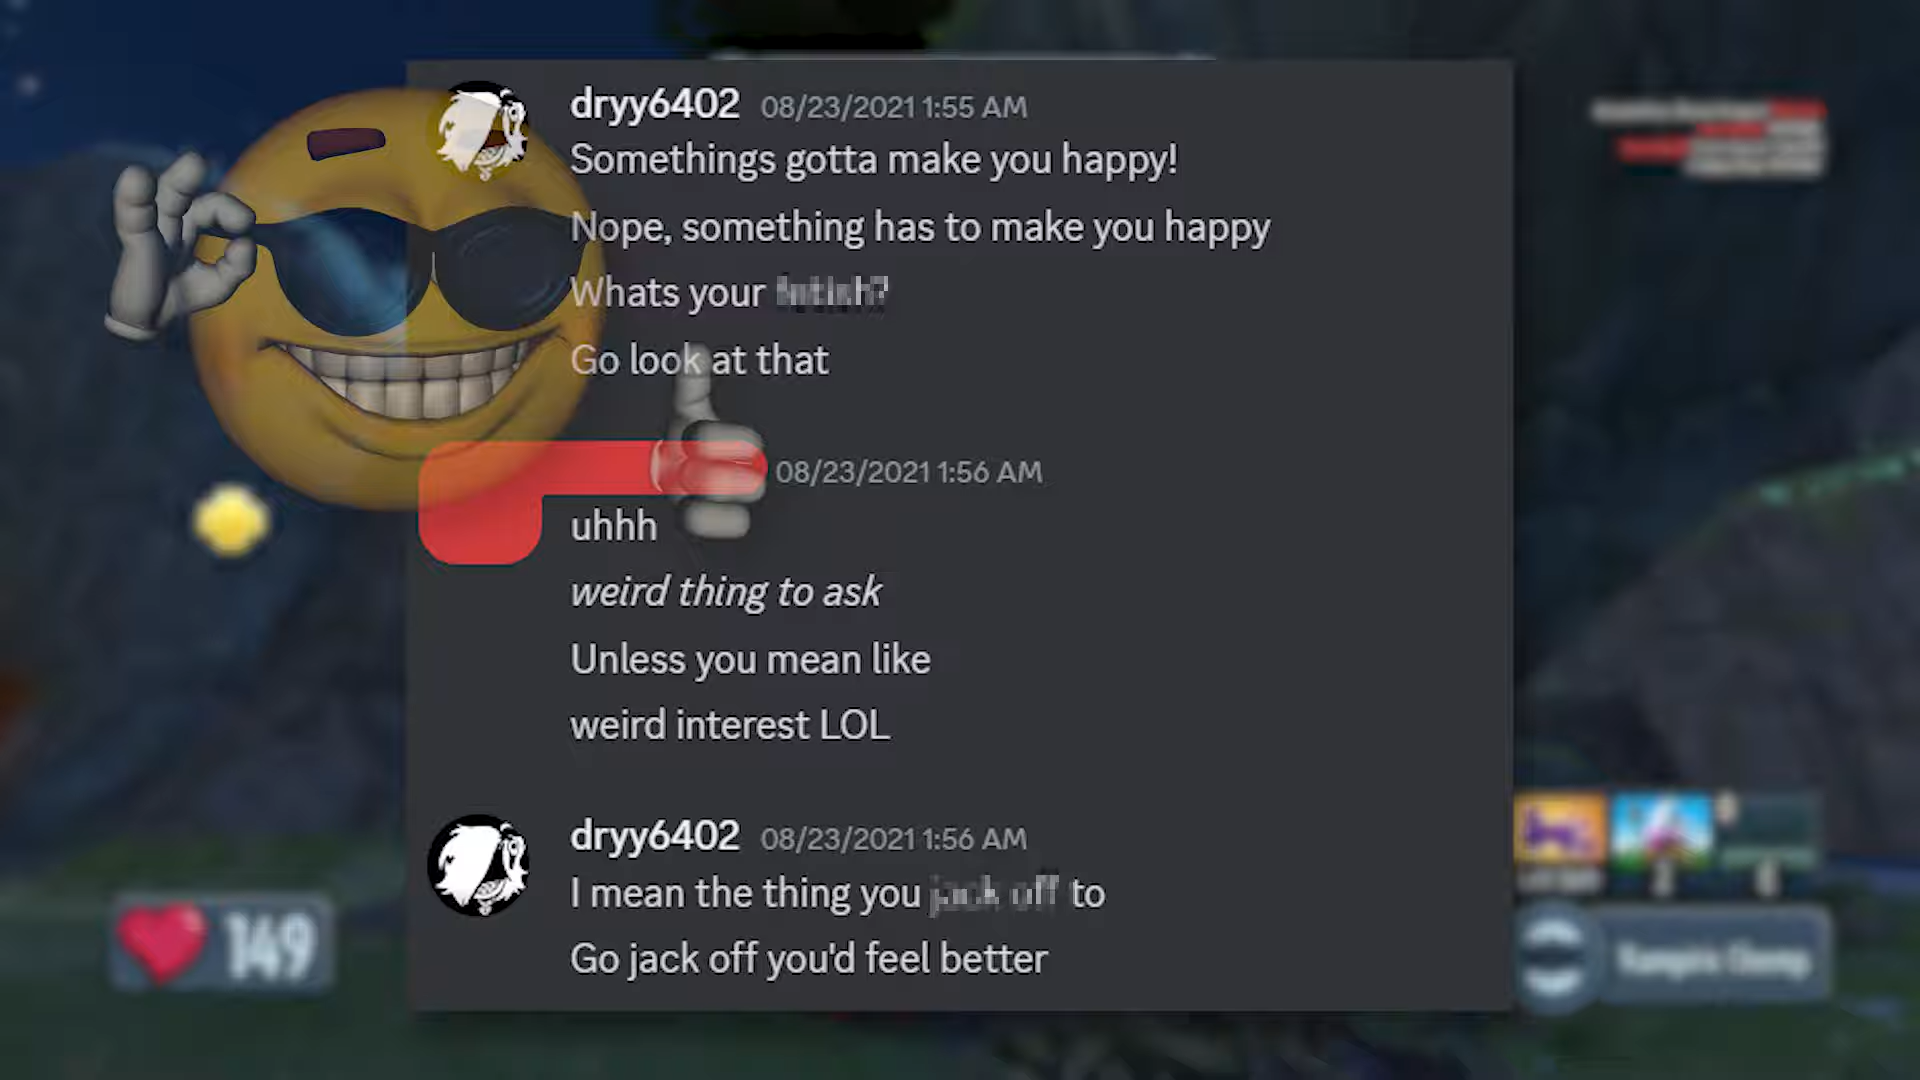 dryy6402 08/23/2021 1:55 AM
Somethings gotta make you happy!
Nope, something has to make you happy
Whats your fetish?
Go look at that
08/23/2021 1:56 AM
uhhh
weird thing to ask
Unless you mean like
weird interest LOL
dryy6402 08/23/2021 1:56 AM
I mean the thing you jack off to
Go jack off you'd feel better
149